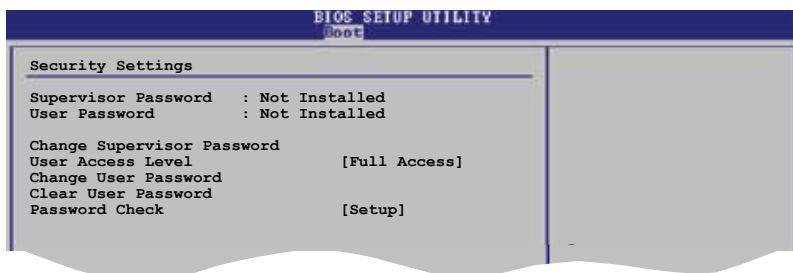 BIOS SETUP UTILITY
Boot
Security Settings
Supervisor Password : Not Installed
User Password : Not Installed
Change Supervisor Password
User Access Level [Full Access]
Change User Password
Clear User Password
Password Check [Setup]